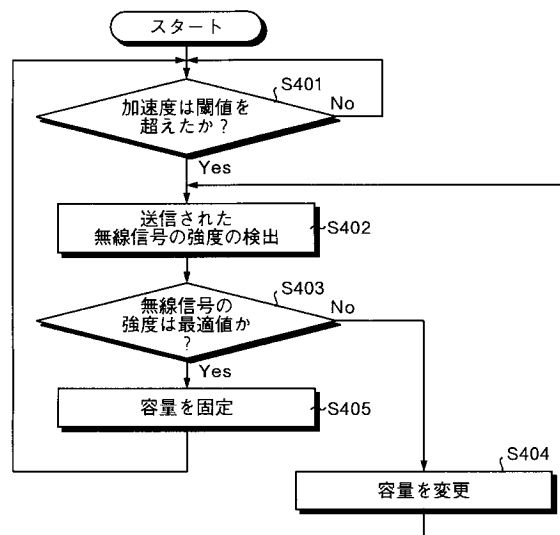 スタート
S401
加速度は閾値を
超えたか?
No
Yes
送信された
無線信号の強度の検出
S402
S403
無線信号の
強度は最適値か
?
No
Yes
容量を固定
S405
S404
容量を変更